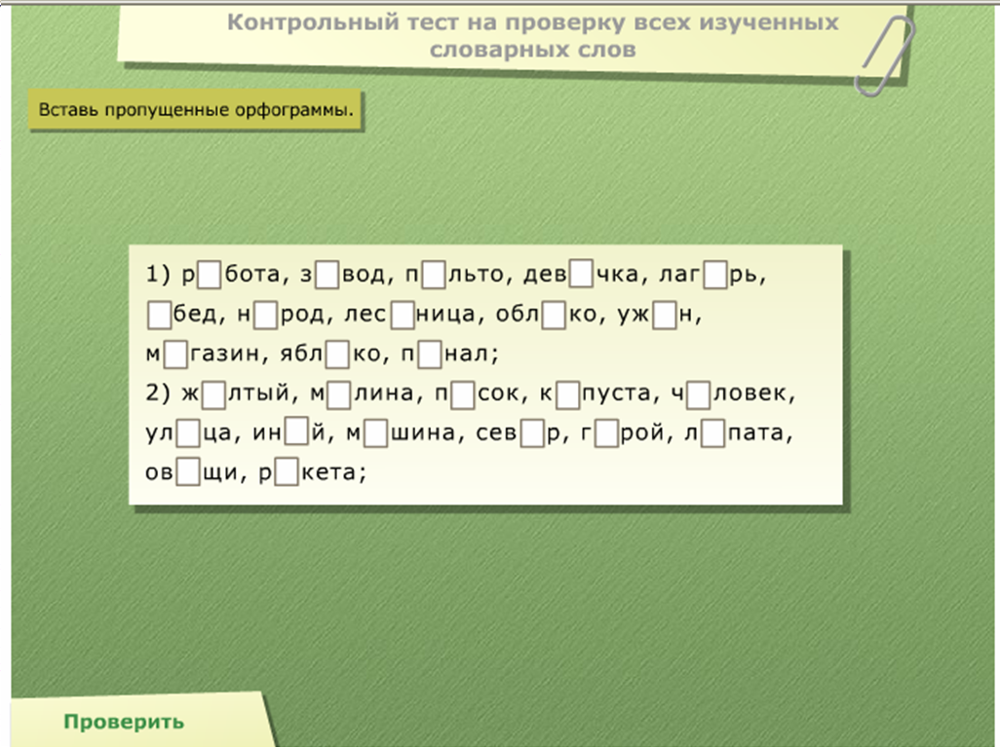 Контрольный тест на проверку всех изученных
словарных слов
Вставь пропущенные орфограммы.
1) р□бота, з□вод, п□льто, дев□чка, лаг□рь,
□бед, н□род, лес□ница, обл□ко, уж□н,
м□газин, ябл□ко, п□нал;
2) ж□лтый, м□лина, п□сок, к□пуста, ч□ловек,
ул□ца, ин□й, м□шина, сев□р, г□рой, л□пата,
ов□щи, р□кета;
Проверить